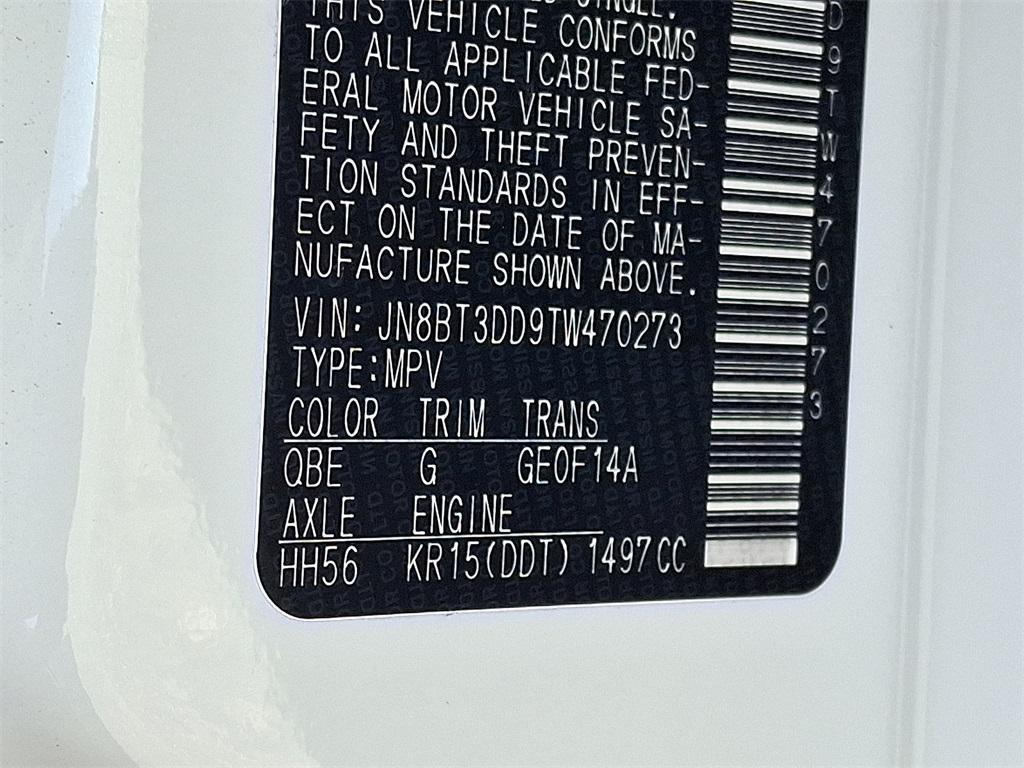 THIS VEHICLE CONFORMS
TO ALL APPLICABLE FED-
ERAL MOTOR VEHICLE SA-
FETY AND THEFT PREVEN-
TION STANDARDS IN EFF-
ECT ON THE DATE OF MA-
NUFACTURE SHOWN ABOVE.
VIN: JN8BT3DD9TW470273
TYPE:MPV
COLOR TRIM TRANS
QBE G GE0F14A
AXLE ENGINE
HH56 KR15(DDT) 1497CC
D9TW470273